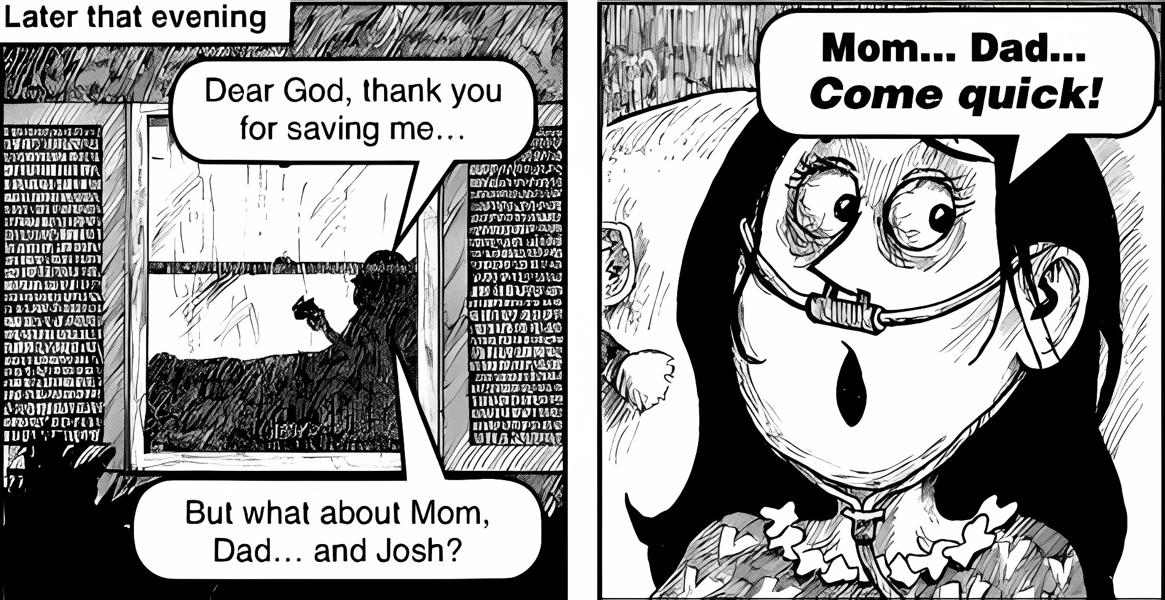 Later that evening
Dear God, thank you
for saving me...
But what about Mom,
Dad... and Josh?
Mom... Dad...
Come quick!